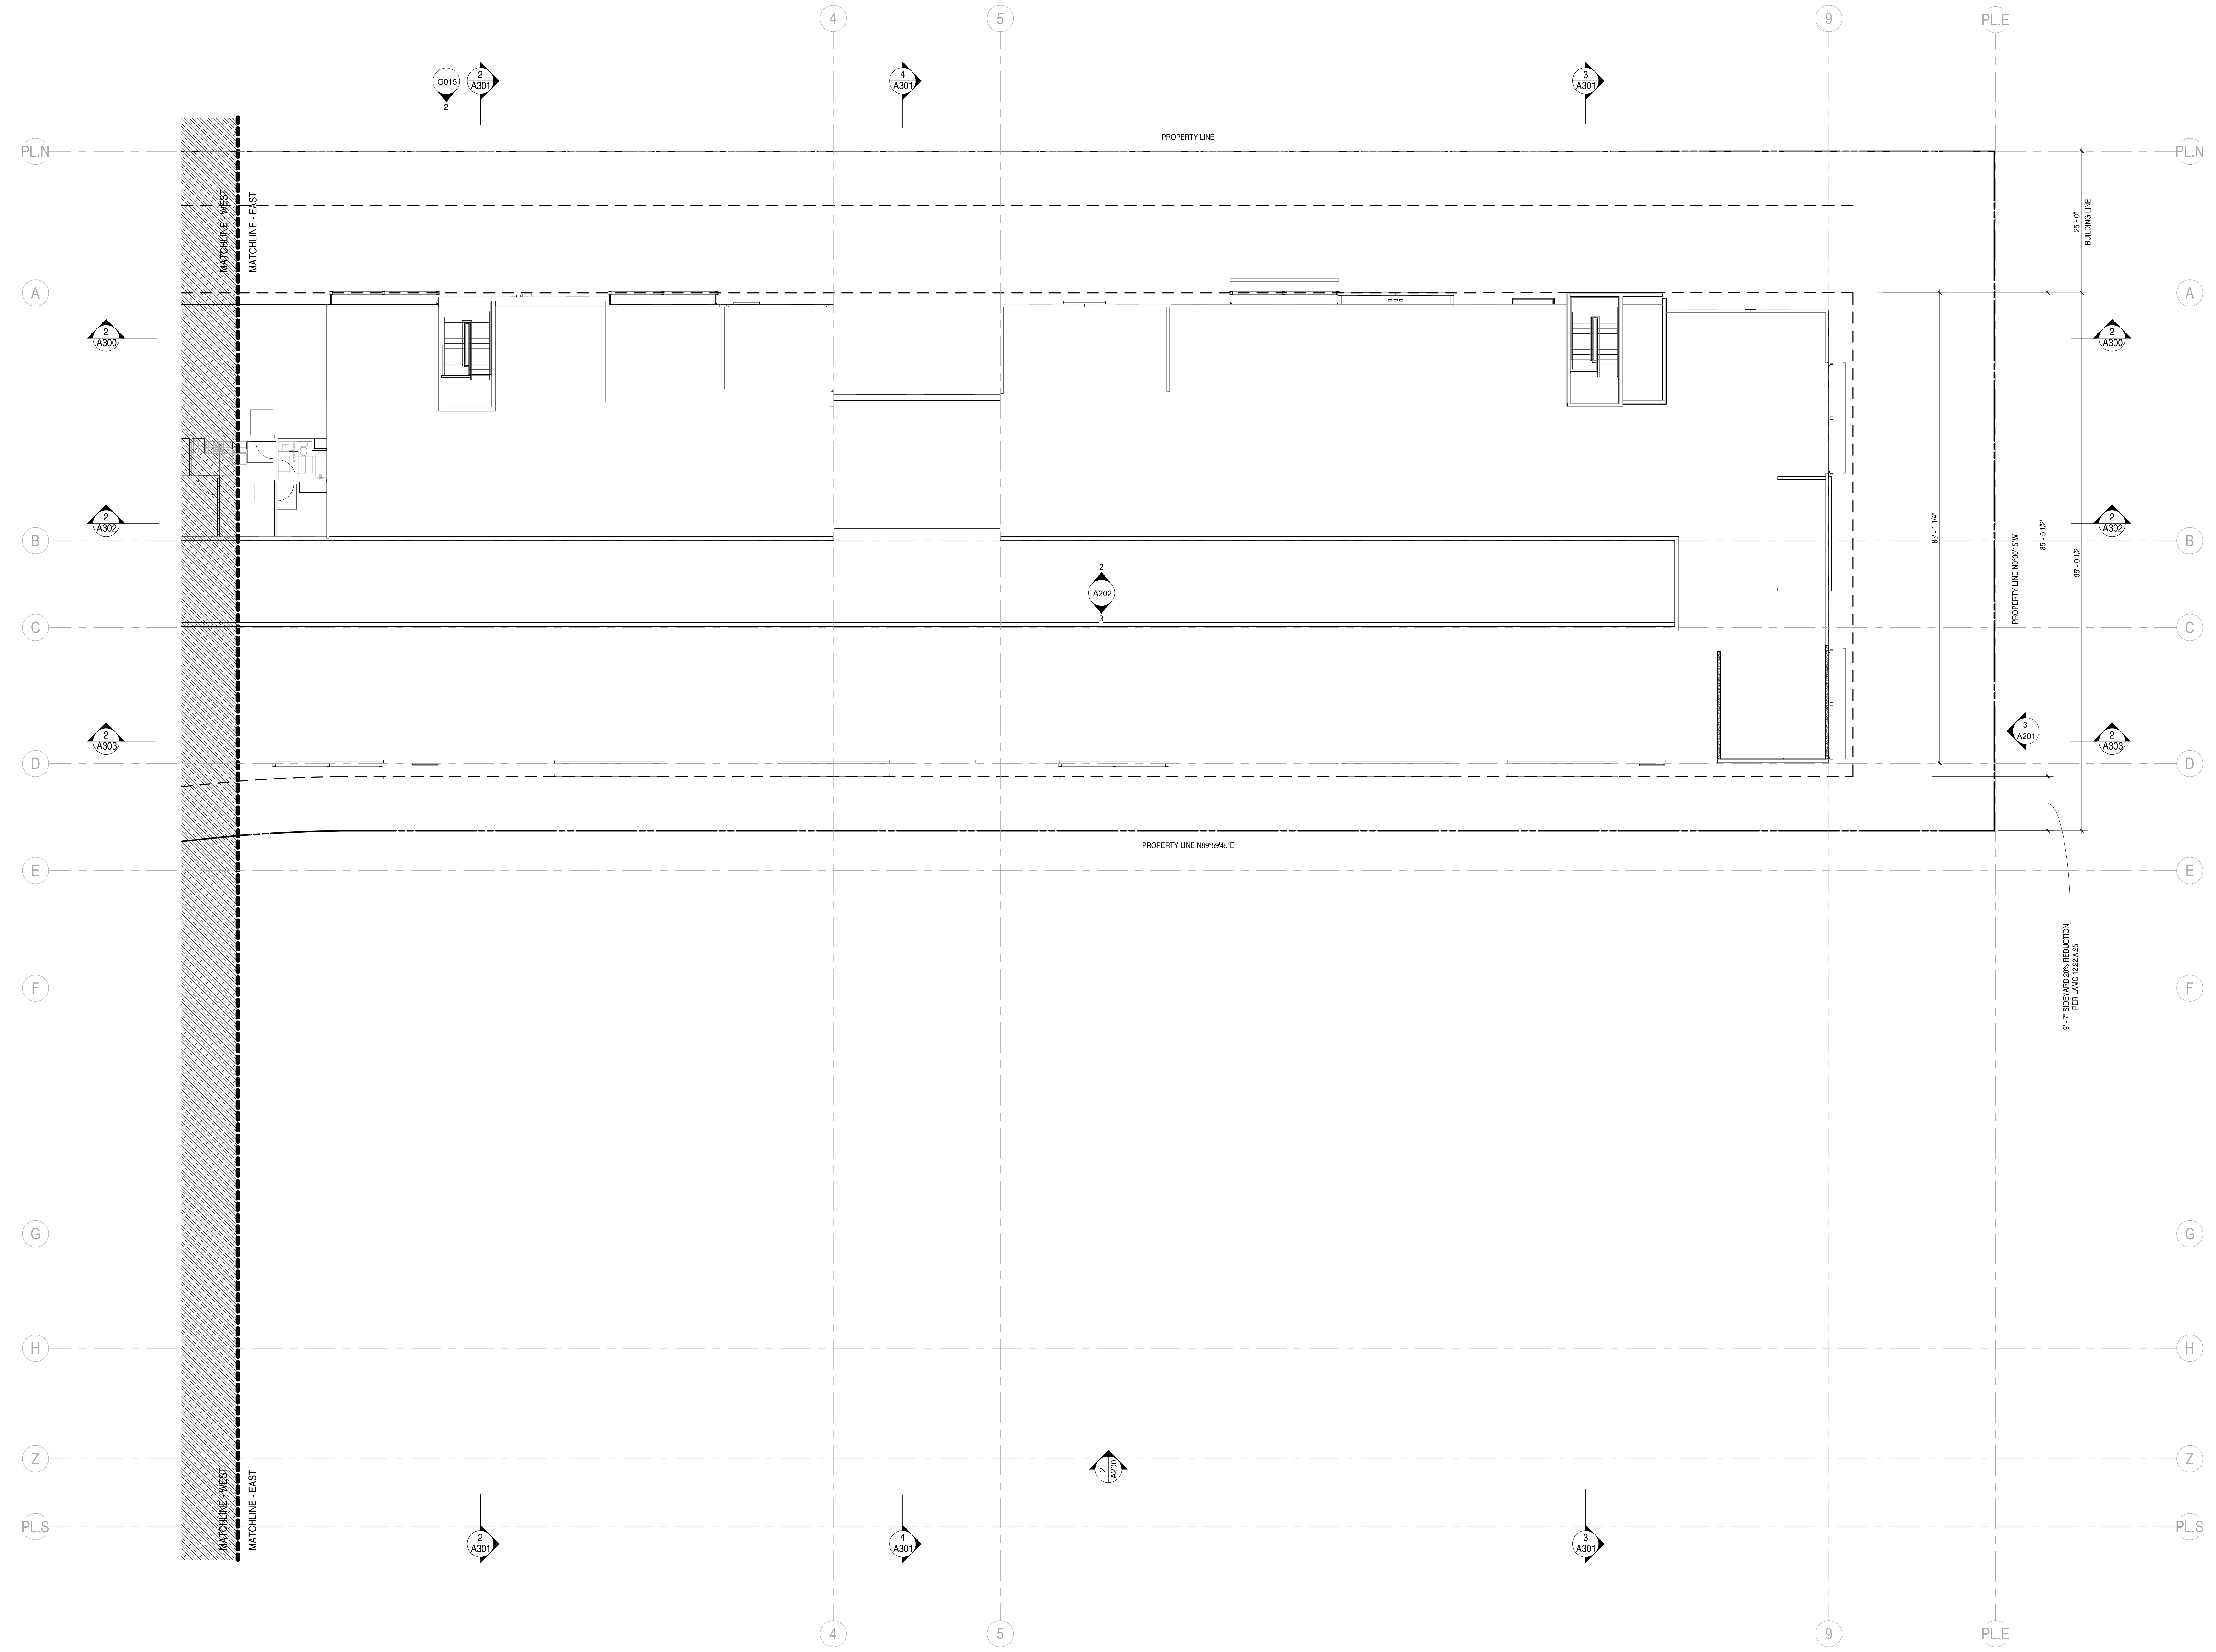 4
5
9
PL.E
G015
2
2
A301
4
A301
3
A301
PROPERTY LINE
PL.N
PL.N
MATCHLINE - WEST
MATCHLINE - EAST
25' - 0"
BUILDING LINE
A
A
2
A300
2
A300
2
A302
2
A302
83' - 1 1/4"
85' - 5 1/2"
95' - 0 1/2"
PROPERTY LINE N0°00'15"W
B
B
2
A202
3
C
C
2
A303
3
A201
2
A303
D
D
PROPERTY LINE N89°59'45"E
E
E
9' - 7" SIDEYARD 20% REDUCTION
PER LAMC 12.22.A.25
F
F
G
G
H
H
Z
Z
2
A200
MATCHLINE - WEST
MATCHLINE - EAST
PL.S
PL.S
2
A301
4
A301
3
A301
4
5
9
PL.E